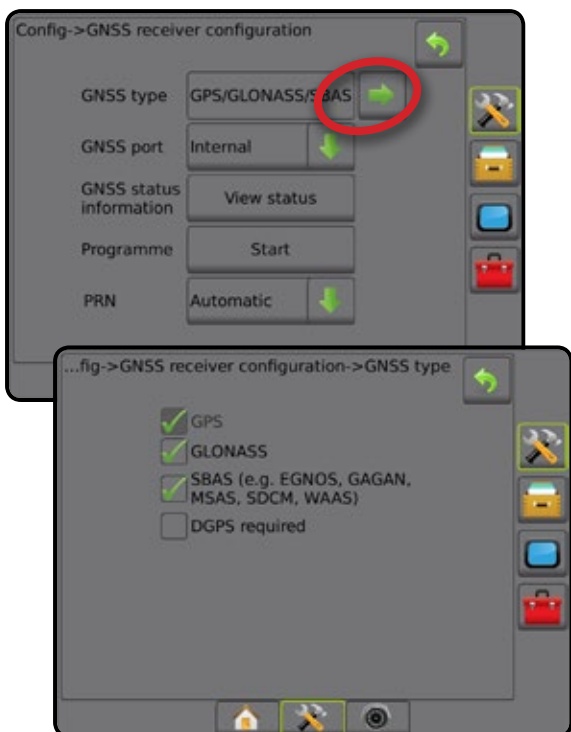 Config->GNSS receiver configuration
GNSS type GPS/GLONASS/SBAS
GNSS port Internal
GNSS status
information View status
Programme Start
PRN Automatic
...fig->GNSS receiver configuration->GNSS type
GPS
GLONASS
SBAS (e.g. EGNOS, GAGAN,
MSAS, SDCM, WAAS)
DGPS required